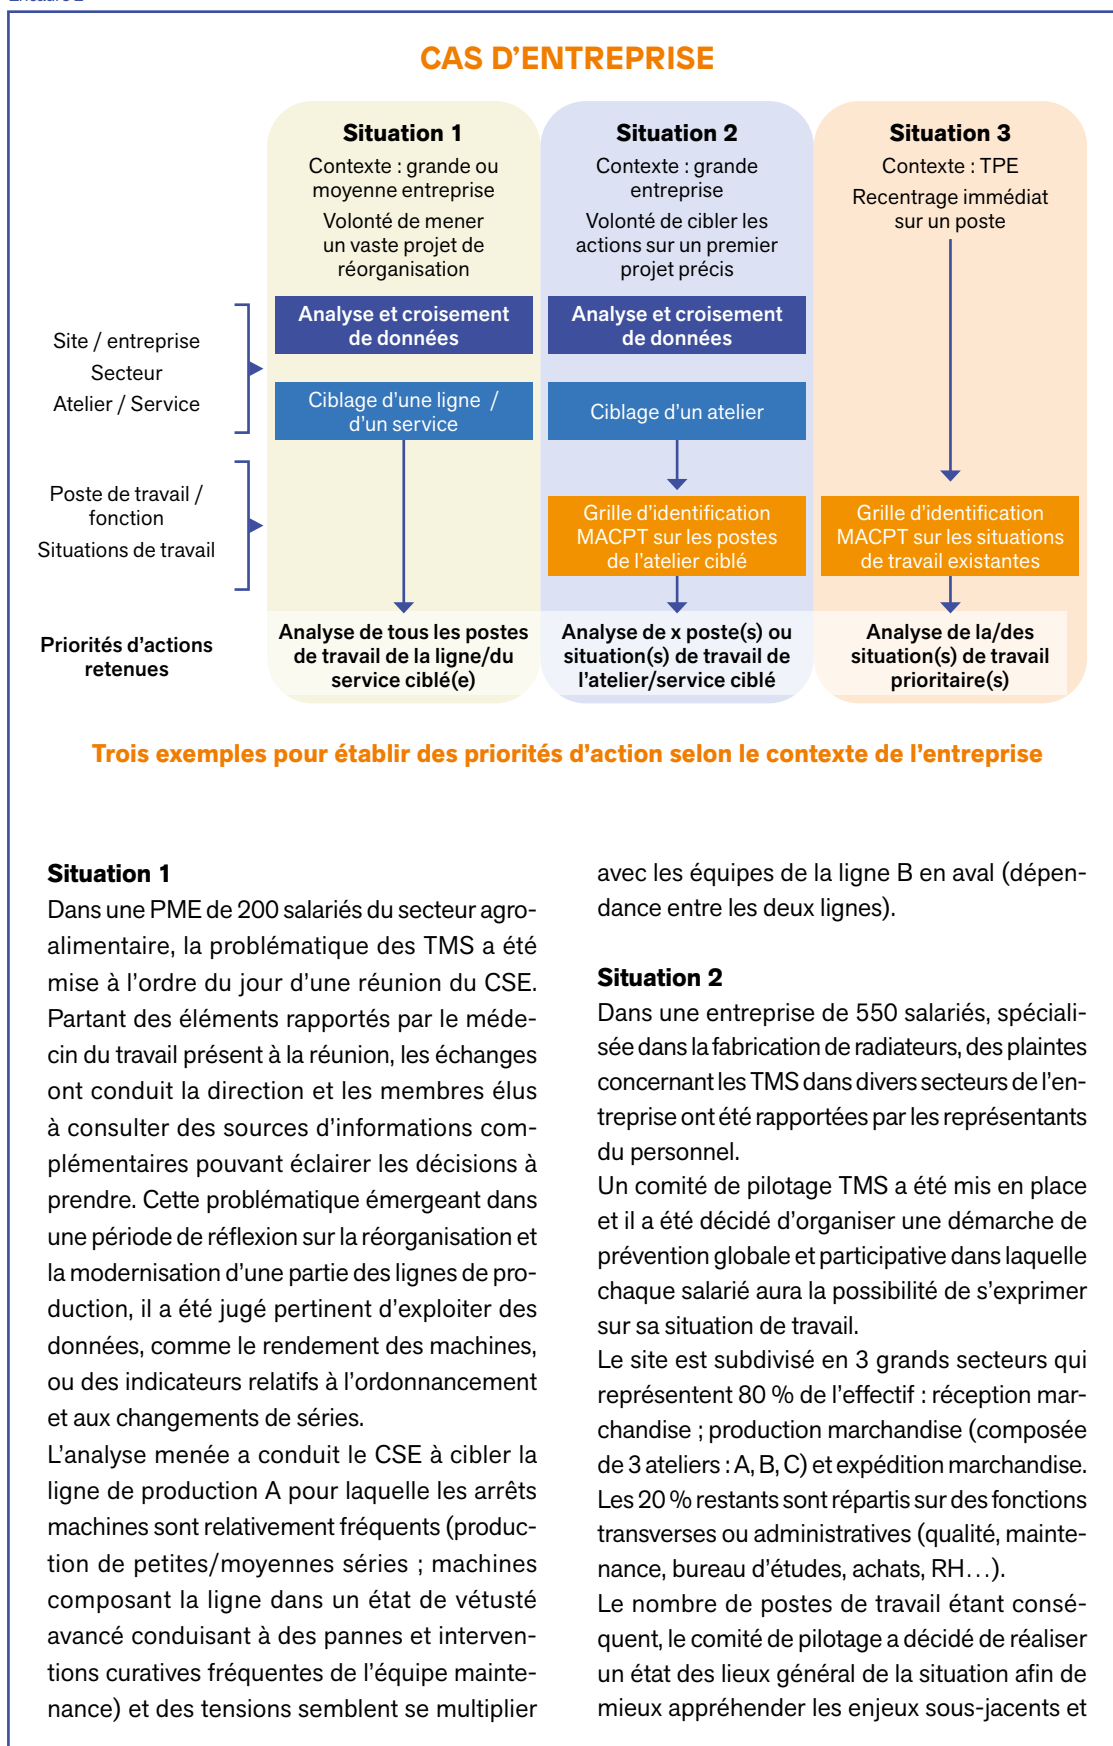 Encadré 2
CAS D'ENTREPRISE
Situation 1
Contexte : grande ou
moyenne entreprise
Volonté de mener
un vaste projet de
réorganisation
Situation 2
Contexte : grande
entreprise
Volonté de cibler les
actions sur un premier
projet précis
Situation 3
Contexte : TPE
Recentrage immédiat
sur un poste
Site / entreprise
Secteur
Atelier / Service
Analyse et croisement
de données
Analyse et croisement
de données
Ciblage d'une ligne /
d'un service
Ciblage d'un atelier
Poste de travail /
fonction
Situations de travail
Grille d'identification
MACPT sur les postes
de l'atelier ciblé
Grille d'identification
MACPT sur les situations
de travail existantes
Priorités d'actions
retenues
Analyse de tous les postes
de travail de la ligne/du
service ciblé(e)
Analyse de x poste(s) ou
situation(s) de travail de
l'atelier/service ciblé
Analyse de la/des
situation(s) de travail
prioritaire(s)
Trois exemples pour établir des priorités d'action selon le contexte de l'entreprise
Situation 1
Dans une PME de 200 salariés du secteur agro-
alimentaire, la problématique des TMS a été
mise à l'ordre du jour d'une réunion du CSE.
Partant des éléments rapportés par le méde-
cin du travail présent à la réunion, les échanges
ont conduit la direction et les membres élus
à consulter des sources d'informations com-
plémentaires pouvant éclairer les décisions à
prendre. Cette problématique émergeant dans
une période de réflexion sur la réorganisation et
la modernisation d'une partie des lignes de pro-
duction, il a été jugé pertinent d'exploiter des
données, comme le rendement des machines,
ou des indicateurs relatifs à l'ordonnancement
et aux changements de séries.
L'analyse menée a conduit le CSE à cibler la
ligne de production A pour laquelle les arrêts
machines sont relativement fréquents (produc-
tion de petites/moyennes séries ; machines
composant la ligne dans un état de vétusté
avancé conduisant à des pannes et interven-
tions curatives fréquentes de l'équipe mainte-
nance) et des tensions semblent se multiplier
avec les équipes de la ligne B en aval (dépen-
dance entre les deux lignes).
Situation 2
Dans une entreprise de 550 salariés, spéciali-
sée dans la fabrication de radiateurs, des plaintes
concernant les TMS dans divers secteurs de l'en-
treprise ont été rapportées par les représentants
du personnel.
Un comité de pilotage TMS a été mis en place
et il a été décidé d'organiser une démarche de
prévention globale et participative dans laquelle
chaque salarié aura la possibilité de s'exprimer
sur sa situation de travail.
Le site est subdivisé en 3 grands secteurs qui
représentent 80 % de l'effectif : réception mar-
chandise ; production marchandise (composée
de 3 ateliers : A, B, C) et expédition marchandise.
Les 20 % restants sont répartis sur des fonctions
transverses ou administratives (qualité, mainte-
nance, bureau d'études, achats, RH…).
Le nombre de postes de travail étant consé-
quent, le comité de pilotage a décidé de réaliser
un état des lieux général de la situation afin de
mieux appréhender les enjeux sous-jacents et